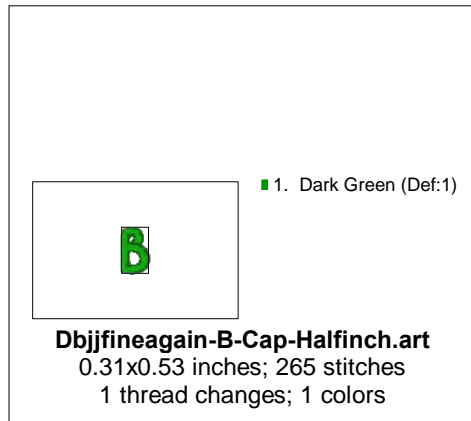 1. Dark Green (Def:1)
B
Dbjjfineagain-B-Cap-Halfinch.art
0.31x0.53 inches; 265 stitches
1 thread changes; 1 colors